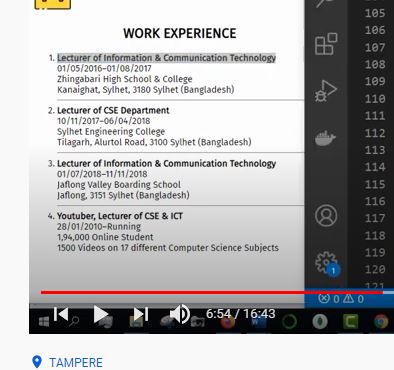 WORK EXPERIENCE
1. Lecturer of Information & Communication Technology
01/05/2016–01/08/2017
Zhingabari High School & College
Kanaighat, Sylhet, 3180 Sylhet (Bangladesh)
2. Lecturer of CSE Department
10/11/2017–06/04/2018
Sylhet Engineering College
Tilagarh, Alurtol Road, 3100 Sylhet (Bangladesh)
3. Lecturer of Information & Communication Technology
01/07/2018–11/11/2018
Jaflong Valley Boarding School
Jaflong, 3151 Sylhet (Bangladesh)
4. Youtuber, Lecturer of CSE & ICT
28/01/2010–Running
1,94,000 Online Student
1500 Videos on 17 different Computer Science Subjects
105
106
107
108
109
110
111
112
113
114
115
116
117
118
119
120
121
1
0 0
6:54 / 16:43
TAMPERE